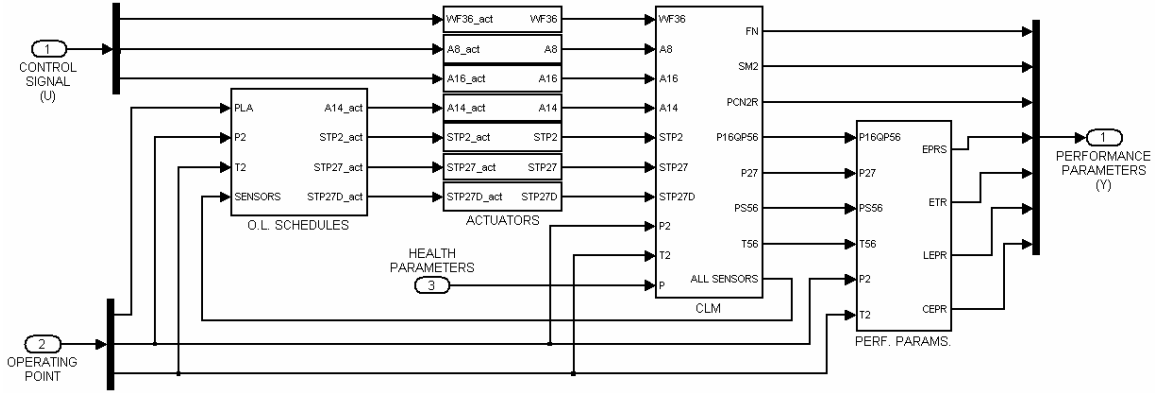 1
CONTROL
SIGNAL
(U)
WF36_act WF36
A8_act A8
A16_act A16
A14_act A14
STP2_act STP2
STP27_act STP27
STP27D_act STP27D
ACTUATORS
PLA A14_act
P2 STP2_act
T2 STP27_act
SENSORS STP27D_act
O.L. SCHEDULES
HEALTH
PARAMETERS
3
2
OPERATING
POINT
WF36 FN
A8 SM2
A16 PCN2R
A14 P16QP56
STP2 P27
STP27 PS56
STP27D T56
P2 ALL SENSORS
T2
P
CLM
P16QP56 EPRS
P27 ETR
PS56 LEPR
T56 CEPR
P2
T2
PERF. PARAMS.
1
PERFORMANCE
PARAMETERS
(Y)